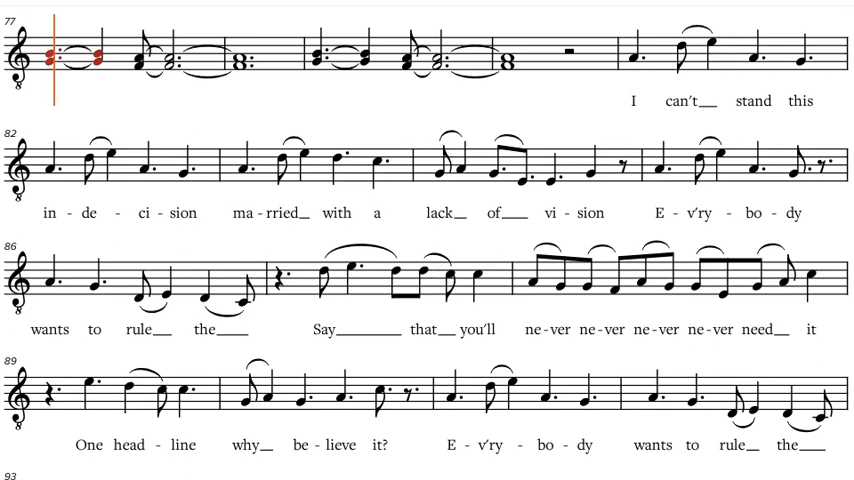 77
I can't stand this
82
in - de - ci - sion ma - rried with a lack of vi - sion E - v'ry - bo - dy
86
wants to rule the Say that you'll ne - ver ne - ver ne - ver ne - ver need it
89
One head - line why be - lieve it? E - v'ry - bo - dy wants to rule the
93